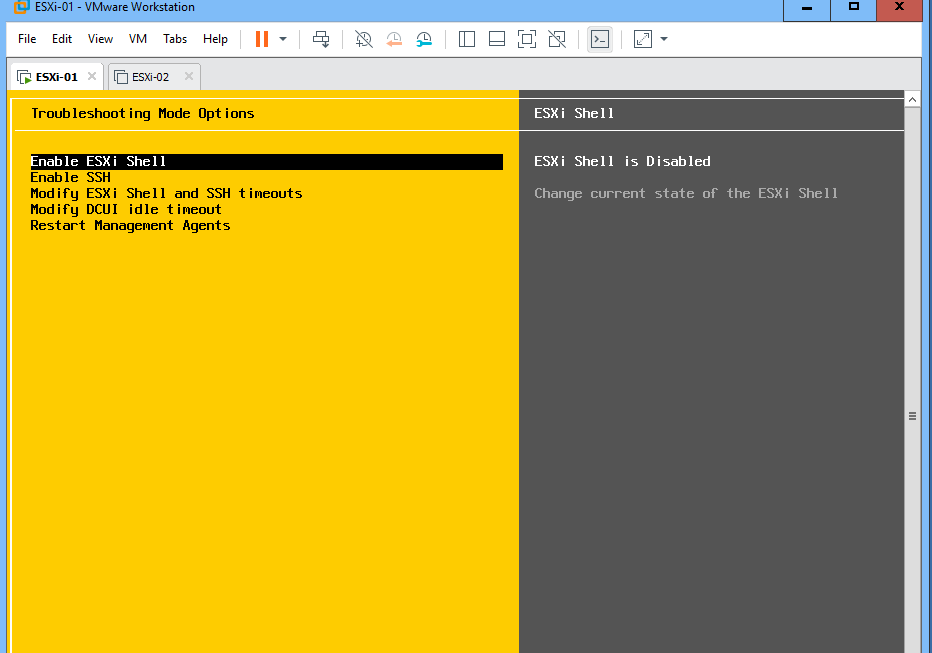 ESXi-01 - VMware Workstation
File Edit View VM Tabs Help
ESXi-01 ESXi-02
Troubleshooting Mode Options
Enable ESXi Shell
Enable SSH
Modify ESXi Shell and SSH timeouts
Modify DCUI idle timeout
Restart Management Agents
ESXi Shell
ESXi Shell is Disabled
Change current state of the ESXi Shell